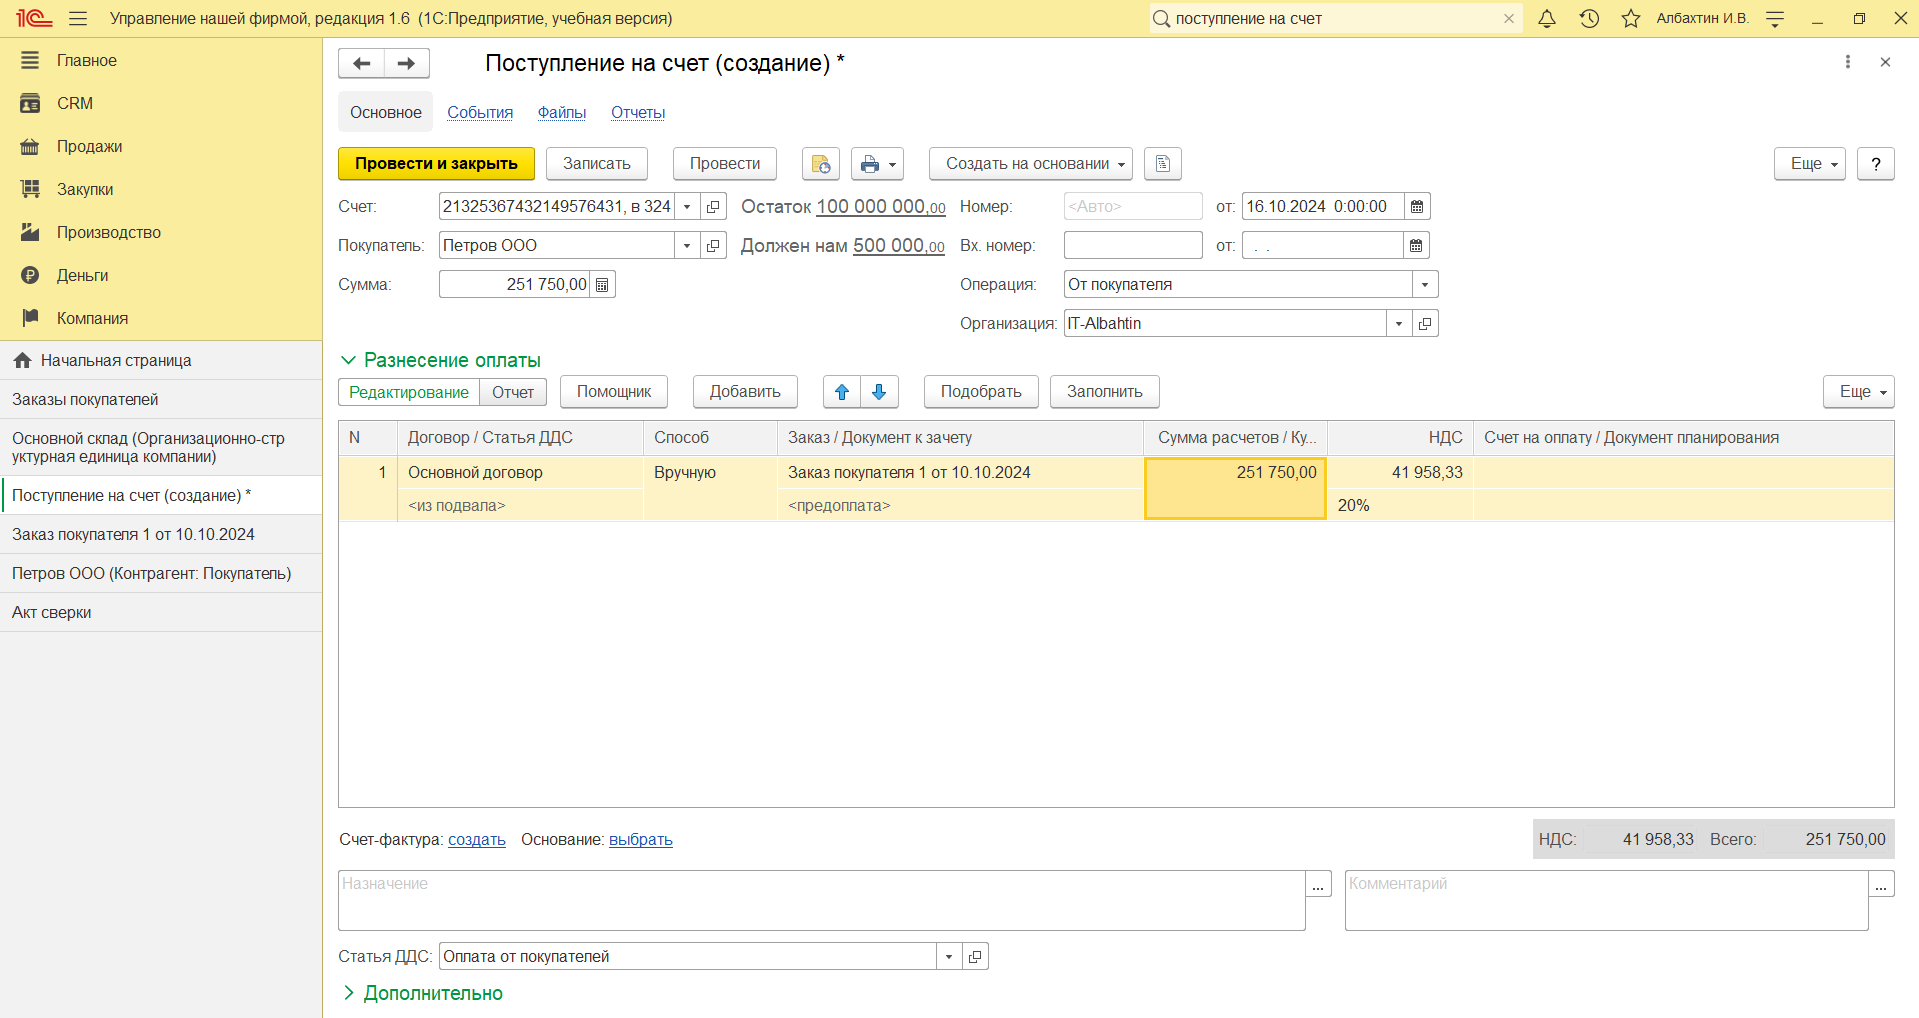 1С Управление нашей фирмой, редакция 1.6 (1С:Предприятие, учебная версия)
поступление на счет
Албахтин И.В.
Главное
CRM
Продажи
Закупки
Производство
Деньги
Компания
Начальная страница
Заказы покупателей
Основной склад (Организационно-стр
уктурная единица компании)
Поступление на счет (создание) *
Заказ покупателя 1 от 10.10.2024
Петров ООО (Контрагент: Покупатель)
Акт сверки
Поступление на счет (создание) *
Основное События Файлы Отчеты
Провести и закрыть Записать Провести Создать на основании Еще ?
Счет: 21325367432149576431, в 324 Остаток 100 000 000,00 Номер: <Авто> от: 16.10.2024 0:00:00
Покупатель: Петров ООО Должен нам 500 000,00 Вх. номер: от: . .
Сумма: 251 750,00 Операция: От покупателя
Организация: IT-Albahtin
Разнесение оплаты
Редактирование Отчет Помощник Добавить Подобрать Заполнить Еще
N Договор / Статья ДДС Способ Заказ / Документ к зачету Сумма расчетов / Ку... НДС Счет на оплату / Документ планирования
1 Основной договор Вручную Заказ покупателя 1 от 10.10.2024 251 750,00 41 958,33
<из подвала> <предоплата> 20%
Счет-фактура: создать Основание: выбрать НДС: 41 958,33 Всего: 251 750,00
Назначение ... Комментарий ...
Статья ДДС: Оплата от покупателей
Дополнительно